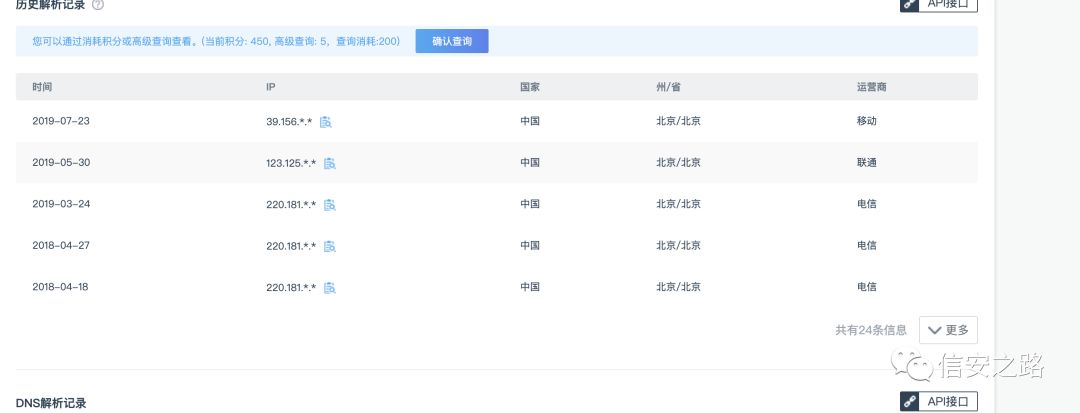 历史解析记录 ?
API接口
您可以通过消耗积分或高级查询查看。(当前积分: 450, 高级查询: 5, 查询消耗:200) 确认查询
时间 IP 国家 州/省 运营商
2019-07-23 39.156.*.* 中国 北京/北京 移动
2019-05-30 123.125.*.* 中国 北京/北京 联通
2019-03-24 220.181.*.* 中国 北京/北京 电信
2018-04-27 220.181.*.* 中国 北京/北京 电信
2018-04-18 220.181.*.* 中国 北京/北京 电信
共有24条信息 更多
信安之路
DNS解析记录 API接口